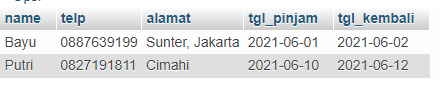 name telp alamat tgl_pinjam tgl_kembali
Bayu 0887639199 Sunter, Jakarta 2021-06-01 2021-06-02
Putri 0827191811 Cimahi 2021-06-10 2021-06-12